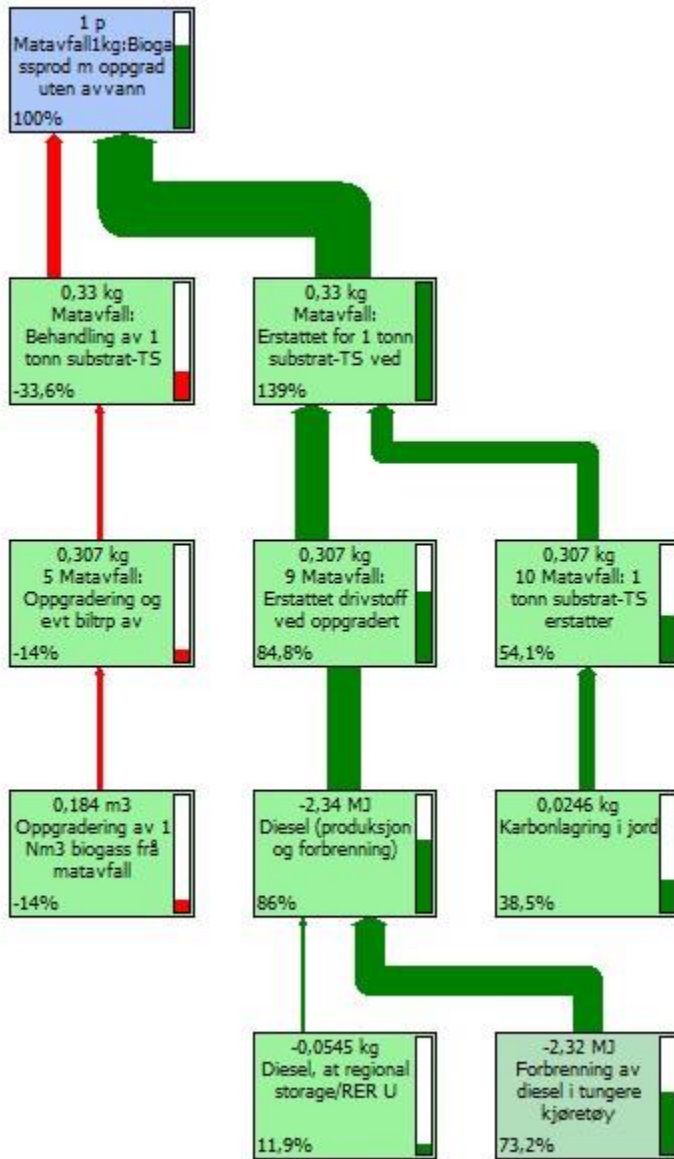 1 p
Matavfall1kg:Bioga
ssprod m oppgrad
uten avvann
100%
0,33 kg
Matavfall:
Behandling av 1
tonn substrat-TS
-33,6%
0,33 kg
Matavfall:
Erstattet for 1 tonn
substrat-TS ved
139%
0,307 kg
5 Matavfall:
Oppgradering og
evt biltrp av
-14%
0,307 kg
9 Matavfall:
Erstattet drivstoff
ved oppgradert
84,8%
0,307 kg
10 Matavfall: 1
tonn substrat-TS
erstatter
54,1%
0,184 m3
Oppgradering av 1
Nm3 biogass frå
matavfall
-14%
-2,34 MJ
Diesel (produksjon
og forbrenning)
86%
0,0246 kg
Karbonlagring i jord
38,5%
-0,0545 kg
Diesel, at regional
storage/RER U
11,9%
-2,32 MJ
Forbrenning av
diesel i tungere
kjøretøy
73,2%